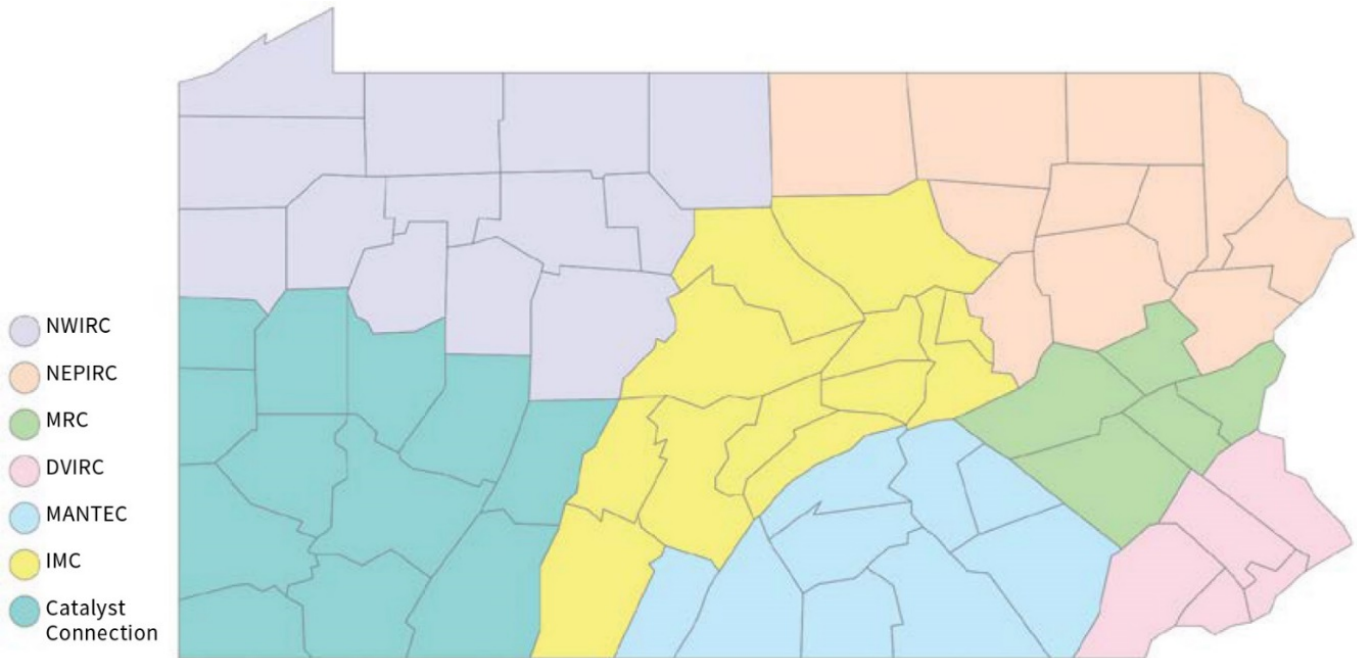 NWIRC
NEPIRC
MRC
DVIRC
MANTEC
IMC
Catalyst
Connection